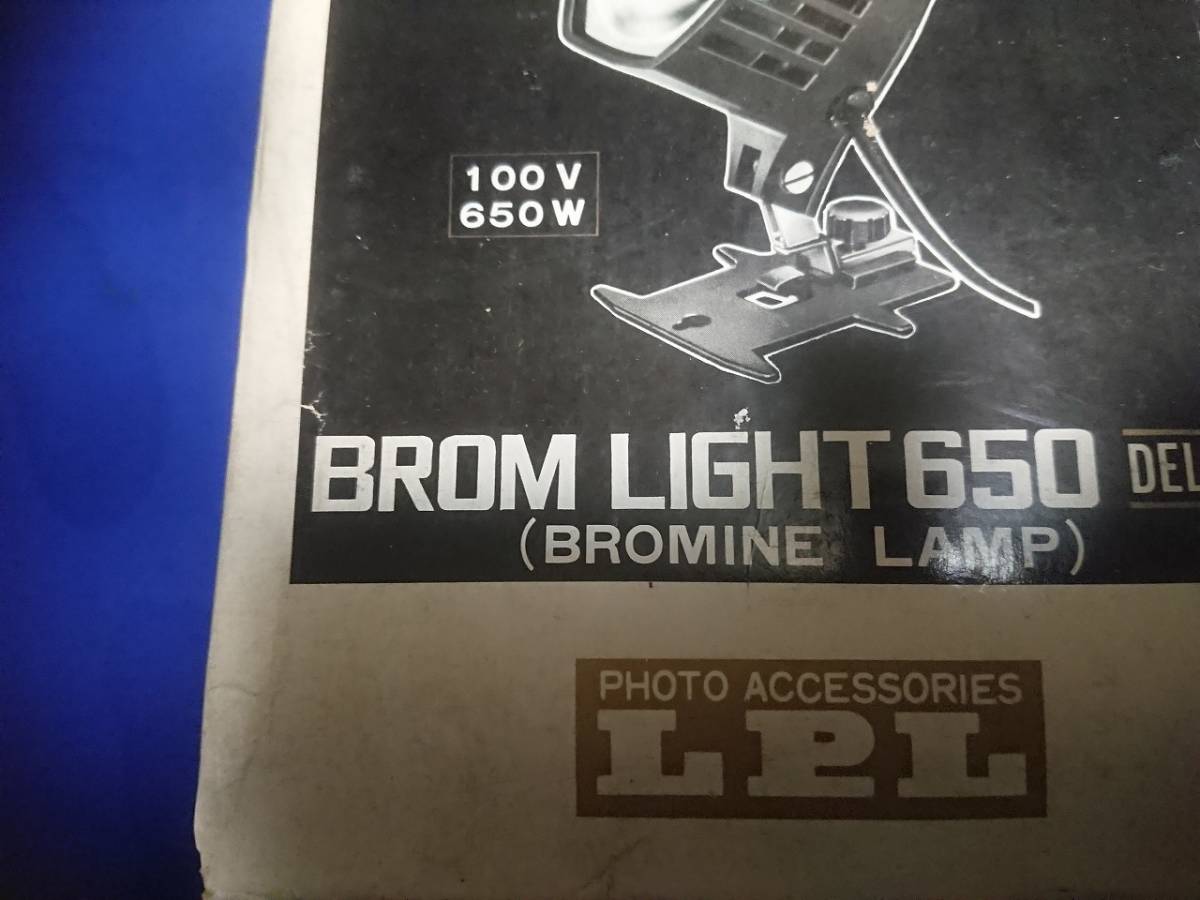 100V
650W
BROM LIGHT 650
(BROMINE LAMP)
PHOTO ACCESSORIES
LPL